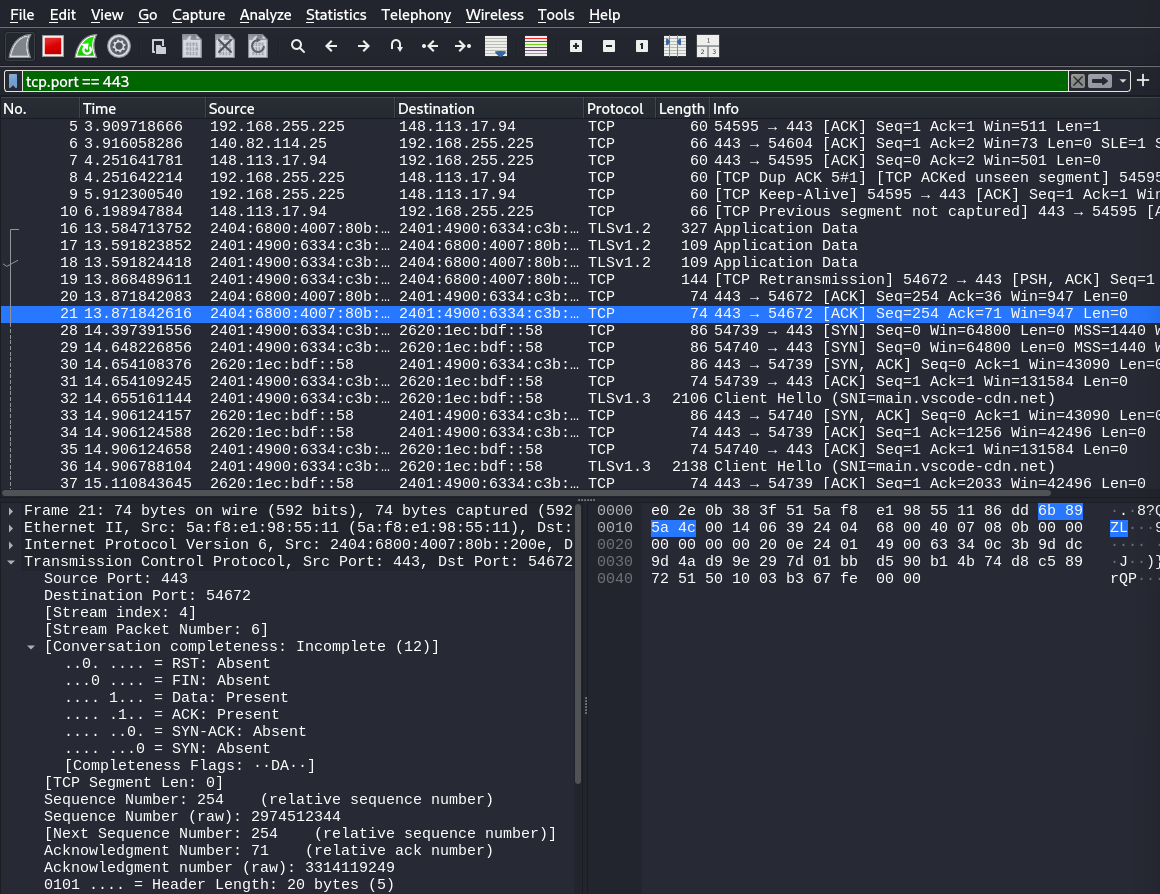 File Edit View Go Capture Analyze Statistics Telephony Wireless Tools Help
tcp.port == 443
No. Time Source Destination Protocol Length Info
5 3.909718666 192.168.255.225 148.113.17.94 TCP 60 54595 → 443 [ACK] Seq=1 Ack=1 Win=511 Len=1
6 3.916058286 140.82.114.25 192.168.255.225 TCP 66 443 → 54604 [ACK] Seq=1 Ack=2 Win=73 Len=0 SLE=1 S
7 4.251641781 148.113.17.94 192.168.255.225 TCP 60 443 → 54595 [ACK] Seq=0 Ack=2 Win=501 Len=0
8 4.251642214 192.168.255.225 148.113.17.94 TCP 60 [TCP Dup ACK 5#1] [TCP ACKed unseen segment] 54595
9 5.912300540 192.168.255.225 148.113.17.94 TCP 60 [TCP Keep-Alive] 54595 → 443 [ACK] Seq=1 Ack=1 Win
10 6.198947884 148.113.17.94 192.168.255.225 TCP 66 [TCP Previous segment not captured] 443 → 54595 [A
16 13.584713752 2404:6800:4007:80b:… 2401:4900:6334:c3b:… TLSv1.2 327 Application Data
17 13.591823852 2401:4900:6334:c3b:… 2404:6800:4007:80b:… TLSv1.2 109 Application Data
18 13.591824418 2401:4900:6334:c3b:… 2404:6800:4007:80b:… TLSv1.2 109 Application Data
19 13.868489611 2401:4900:6334:c3b:… 2404:6800:4007:80b:… TCP 144 [TCP Retransmission] 54672 → 443 [PSH, ACK] Seq=1
20 13.871842083 2404:6800:4007:80b:… 2401:4900:6334:c3b:… TCP 74 443 → 54672 [ACK] Seq=254 Ack=36 Win=947 Len=0
21 13.871842616 2404:6800:4007:80b:… 2401:4900:6334:c3b:… TCP 74 443 → 54672 [ACK] Seq=254 Ack=71 Win=947 Len=0
28 14.397391556 2401:4900:6334:c3b:… 2620:1ec:bdf::58 TCP 86 54739 → 443 [SYN] Seq=0 Win=64800 Len=0 MSS=1440 W
29 14.648226856 2401:4900:6334:c3b:… 2620:1ec:bdf::58 TCP 86 54740 → 443 [SYN] Seq=0 Win=64800 Len=0 MSS=1440 W
30 14.654108376 2620:1ec:bdf::58 2401:4900:6334:c3b:… TCP 86 443 → 54739 [SYN, ACK] Seq=0 Ack=1 Win=43090 Len=0
31 14.654109245 2401:4900:6334:c3b:… 2620:1ec:bdf::58 TCP 74 54739 → 443 [ACK] Seq=1 Ack=1 Win=131584 Len=0
32 14.655161144 2401:4900:6334:c3b:… 2620:1ec:bdf::58 TLSv1.3 2106 Client Hello (SNI=main.vscode-cdn.net)
33 14.906124157 2620:1ec:bdf::58 2401:4900:6334:c3b:… TCP 86 443 → 54740 [SYN, ACK] Seq=0 Ack=1 Win=43090 Len=0
34 14.906124588 2620:1ec:bdf::58 2401:4900:6334:c3b:… TCP 74 443 → 54739 [ACK] Seq=1 Ack=1256 Win=42496 Len=0
35 14.906124658 2401:4900:6334:c3b:… 2620:1ec:bdf::58 TCP 74 54740 → 443 [ACK] Seq=1 Ack=1 Win=131584 Len=0
36 14.906788104 2401:4900:6334:c3b:… 2620:1ec:bdf::58 TLSv1.3 2138 Client Hello (SNI=main.vscode-cdn.net)
37 15.110843645 2620:1ec:bdf::58 2401:4900:6334:c3b:… TCP 74 443 → 54739 [ACK] Seq=1 Ack=2033 Win=42496 Len=0
Frame 21: 74 bytes on wire (592 bits), 74 bytes captured (592
Ethernet II, Src: 5a:f8:e1:98:55:11 (5a:f8:e1:98:55:11), Dst:
Internet Protocol Version 6, Src: 2404:6800:4007:80b::200e, D
Transmission Control Protocol, Src Port: 443, Dst Port: 54672
Source Port: 443
Destination Port: 54672
[Stream index: 4]
[Stream Packet Number: 6]
[Conversation completeness: Incomplete (12)]
..0. .... = RST: Absent
...0 .... = FIN: Absent
.... 1... = Data: Present
.... .1.. = ACK: Present
.... ..0. = SYN-ACK: Absent
.... ...0 = SYN: Absent
[Completeness Flags: ··DA··]
[TCP Segment Len: 0]
Sequence Number: 254 (relative sequence number)
Sequence Number (raw): 2974512344
[Next Sequence Number: 254 (relative sequence number)]
Acknowledgment Number: 71 (relative ack number)
Acknowledgment number (raw): 3314119249
0101 .... = Header Length: 20 bytes (5)
0000 e0 2e 0b 38 3f 51 5a f8 e1 98 55 11 86 dd 6b 89 ·.·8?Q
0010 5a 4c 00 14 06 39 24 04 68 00 40 07 08 0b 00 00 ZL···9
0020 00 00 00 00 20 0e 24 01 49 00 63 34 0c 3b 9d dc ···· ·
0030 9d 4a d9 9e 29 7d 01 bb d5 90 b1 4b 74 d8 c5 89 ·J··)}
0040 72 51 50 10 03 b3 67 fe 00 00 rQP···